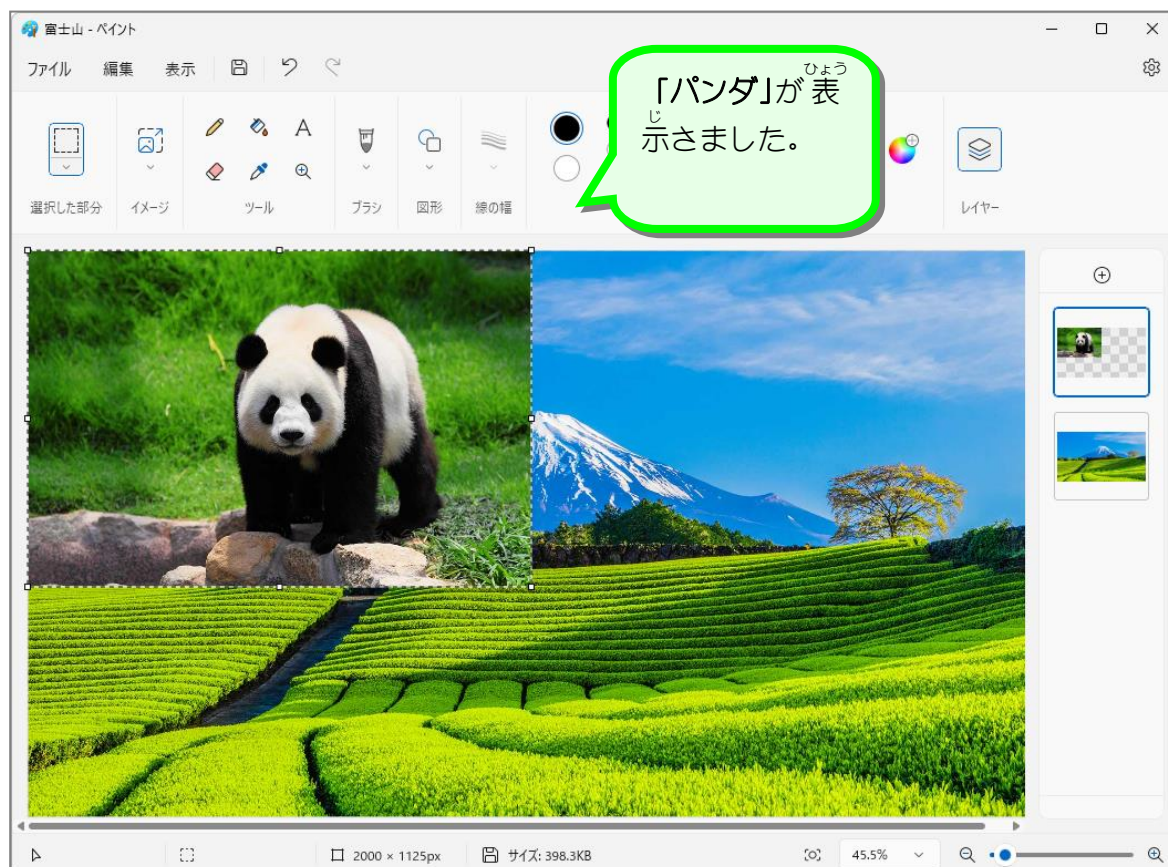 富士山 - ペイント
ファイル 編集 表示
「パンダ」が表
示さました。
ひょう
じ
選択した部分 イメージ ツール ブラシ 図形 線の幅 レイヤー
2000 × 1125px サイズ: 398.3KB 45.5%